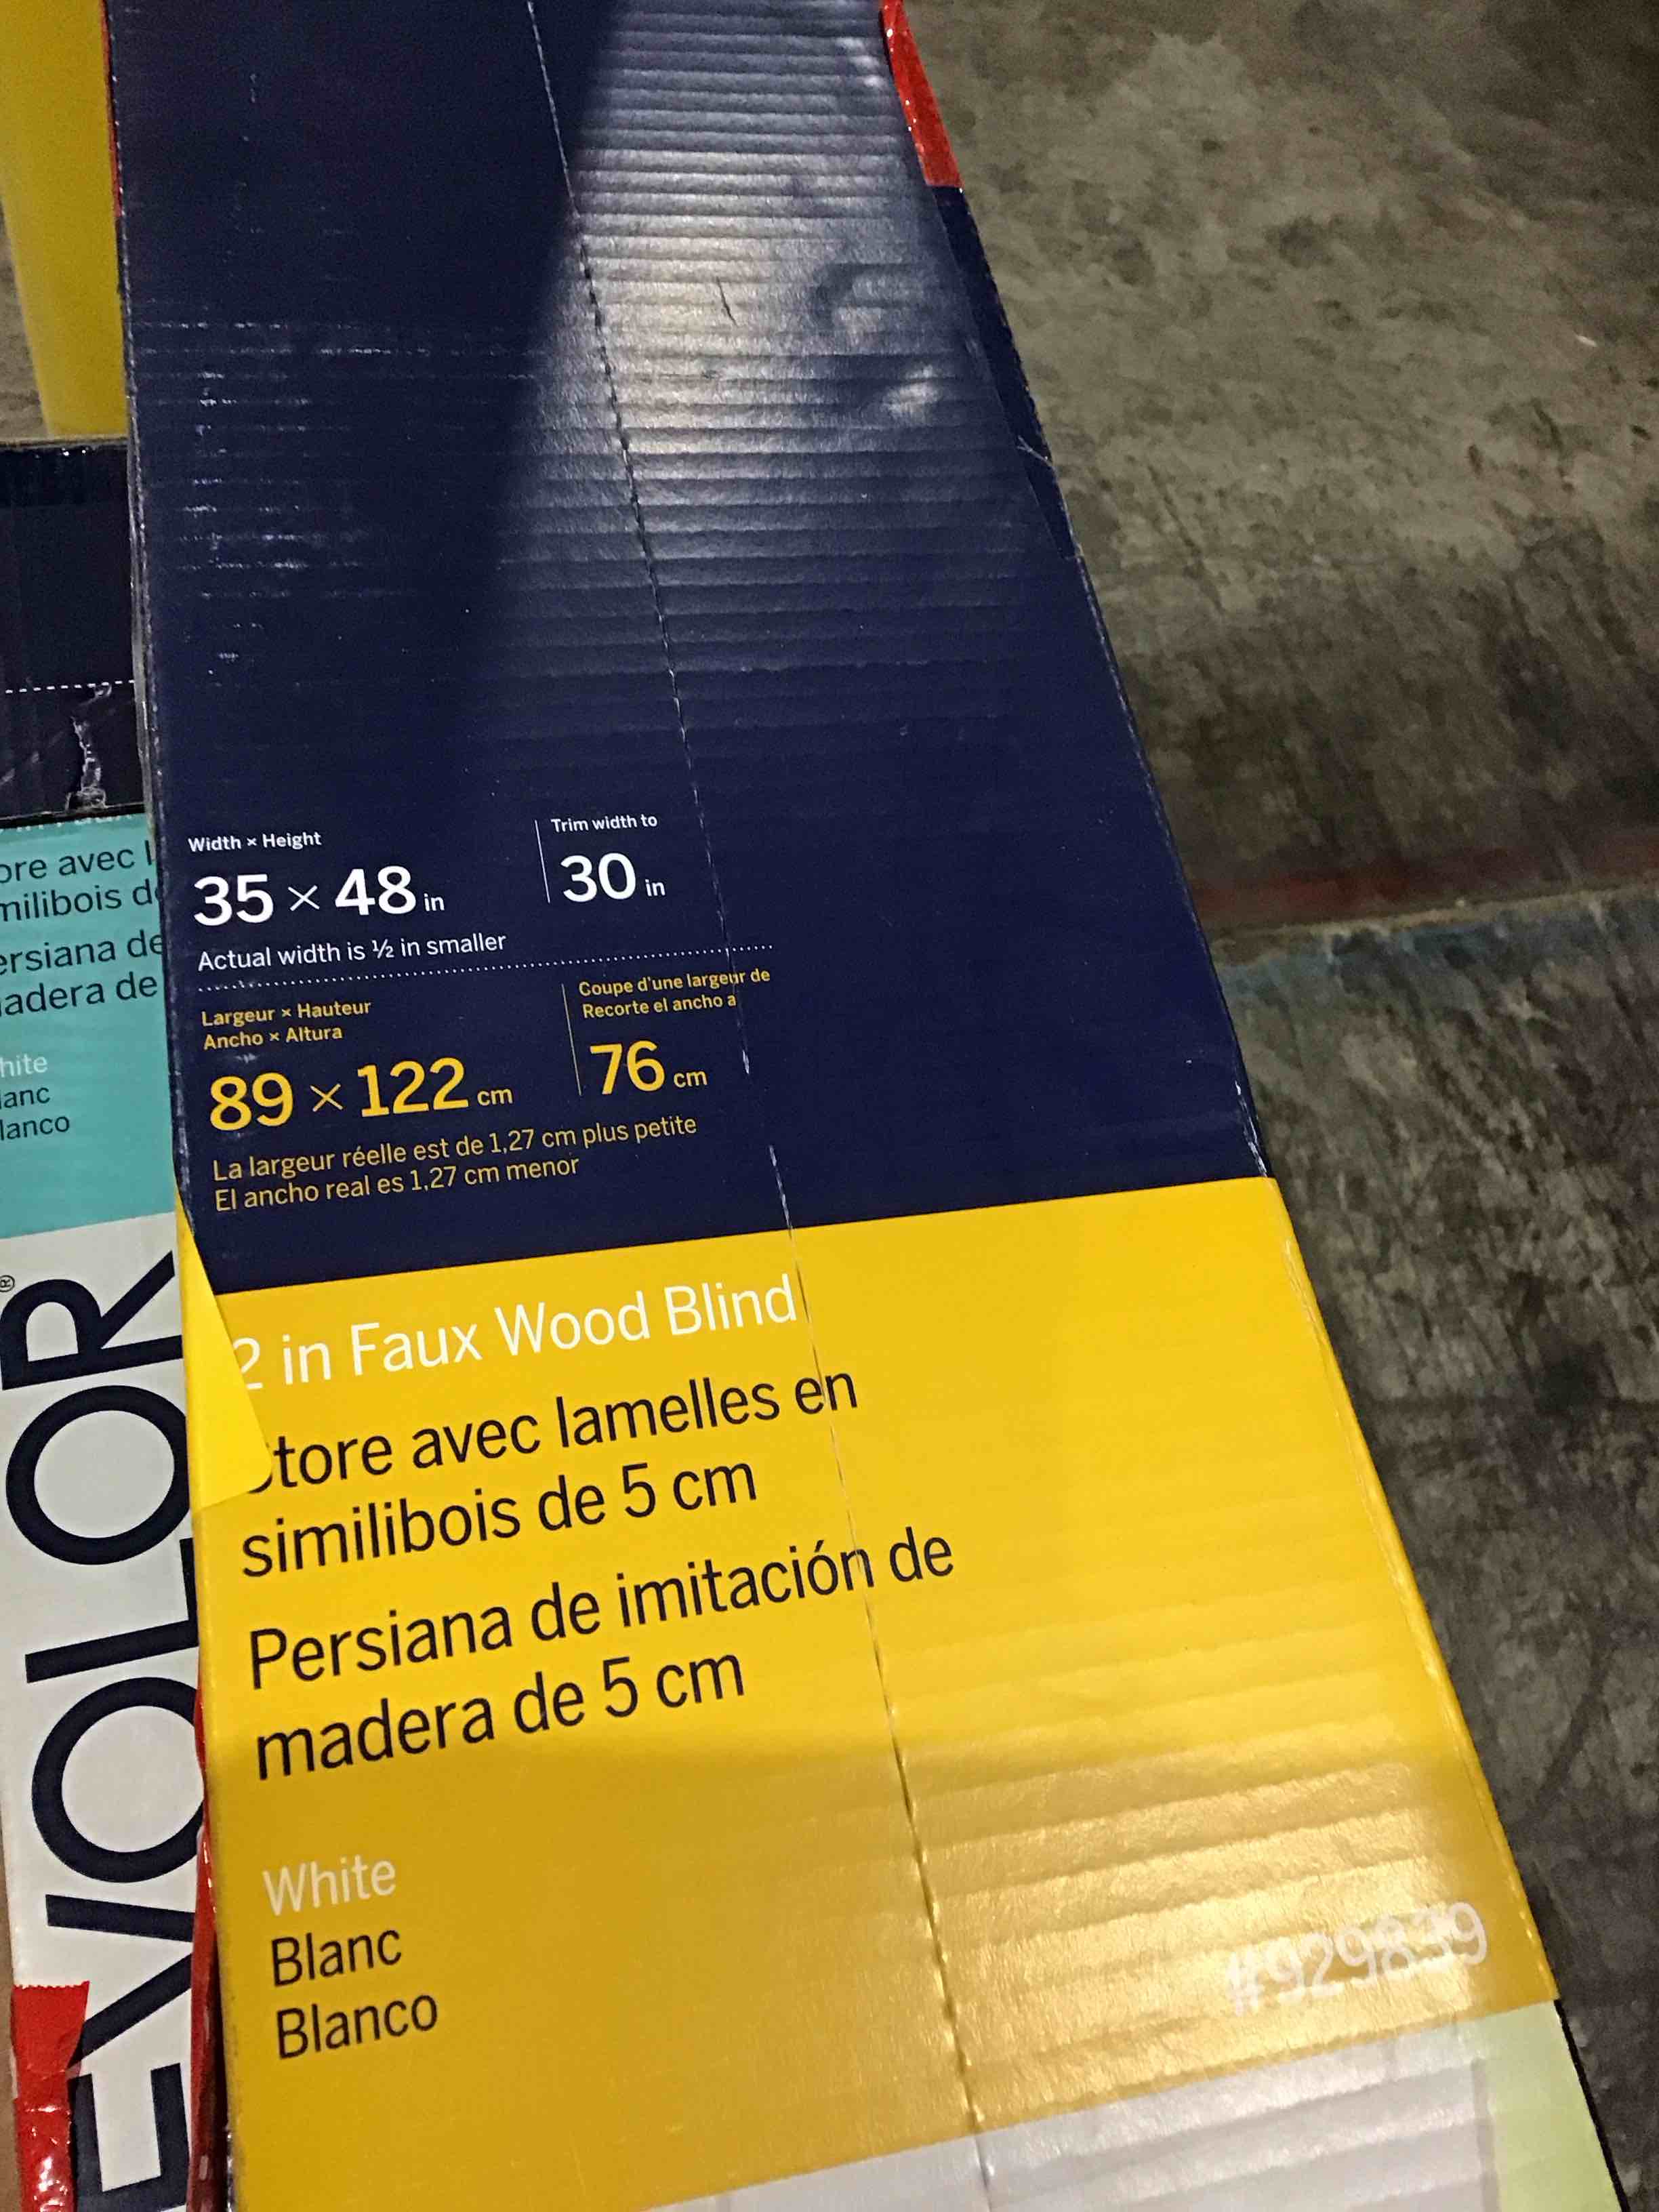 Width × Height
35 × 48 in
Actual width is ½ in smaller
Trim width to
30 in
Largeur × Hauteur
Ancho × Altura
89 × 122 cm
Coupe d'une largeur de
Recorte el ancho a
76 cm
La largeur réelle est de 1,27 cm plus petite
El ancho real es 1,27 cm menor
2 in Faux Wood Blind
tore avec lamelles en
similibois de 5 cm
Persiana de imitación de
madera de 5 cm
White
Blanc
Blanco
#929839
ore avec l
milibois d
ersiana de
adera de
hite
lanc
lanco
EVOLOR®